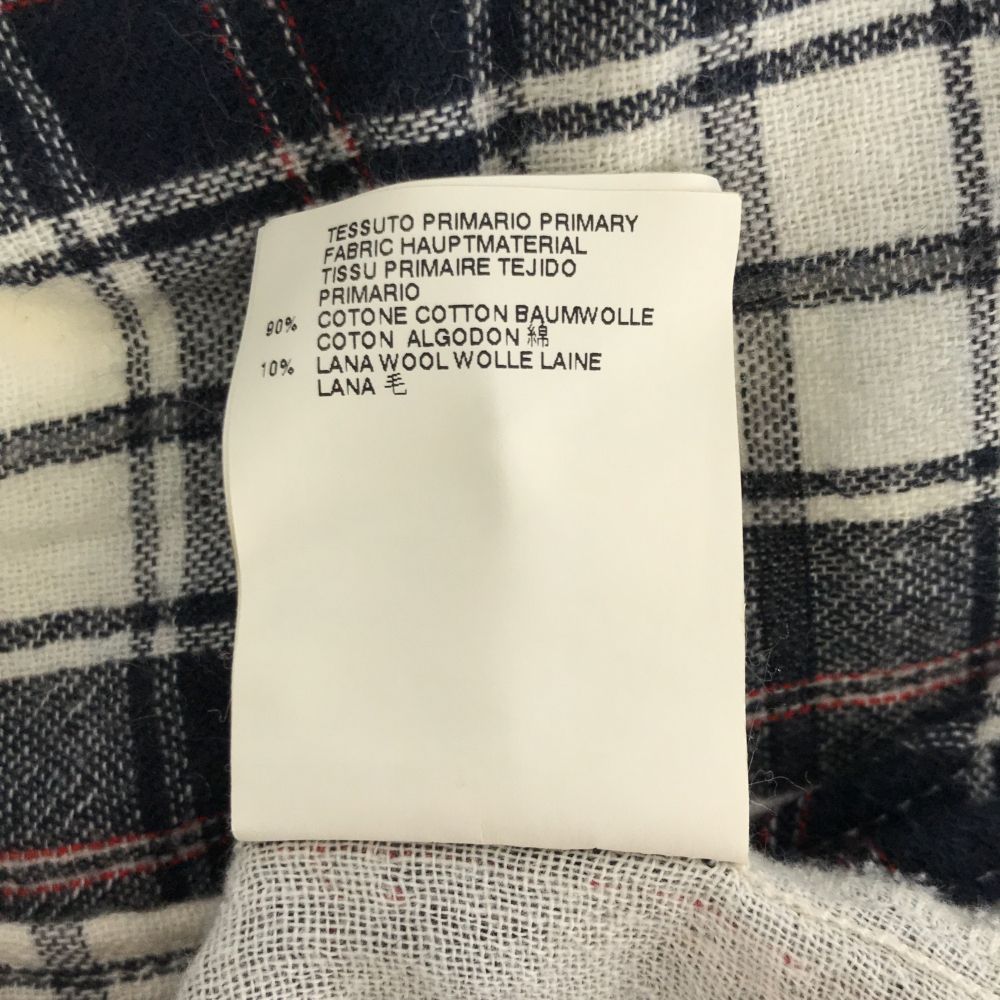 TESSUTO PRIMARIO PRIMARY
FABRIC HAUPTMATERIAL
TISSU PRIMAIRE TEJIDO
PRIMARIO
90% COTONE COTTON BAUMWOLLE
COTON ALGODON 綿
10% LANA WOOL WOLLE LAINE
LANA 毛